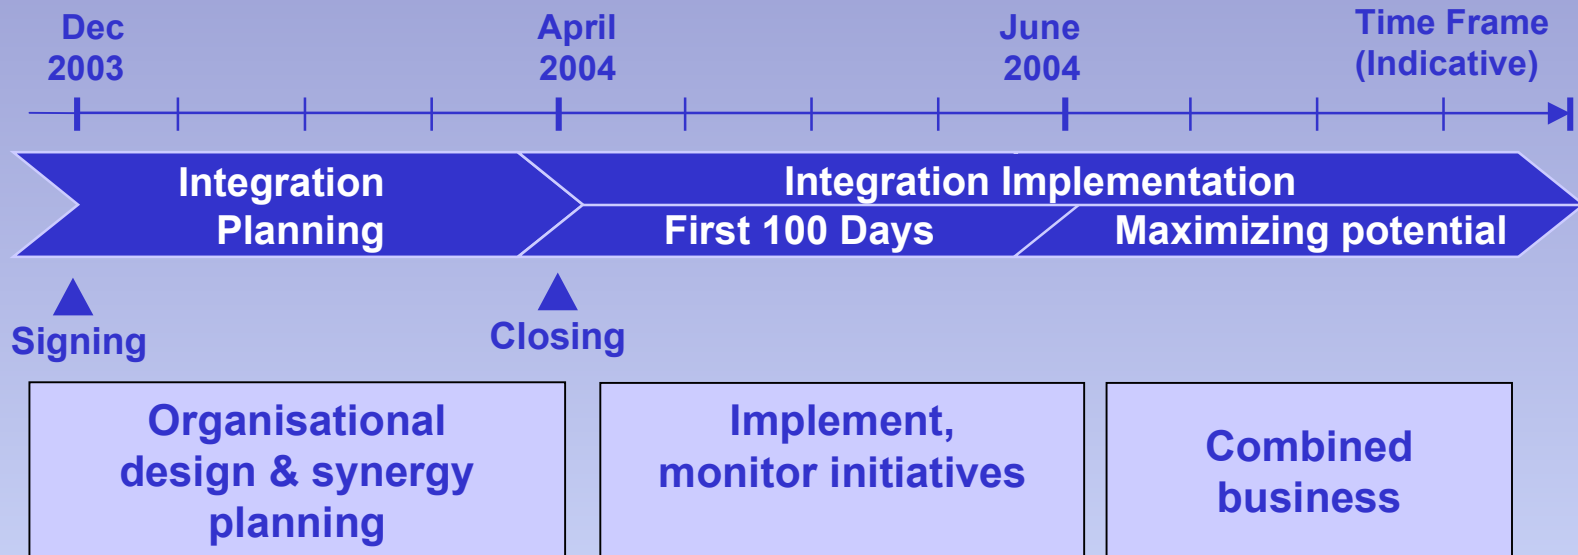 Dec
2003
April
2004
June
2004
Time Frame
(Indicative)
Integration
Planning
Integration Implementation
First 100 Days
Maximizing potential
Signing
Closing
Organisational
design & synergy
planning
Implement,
monitor initiatives
Combined
business